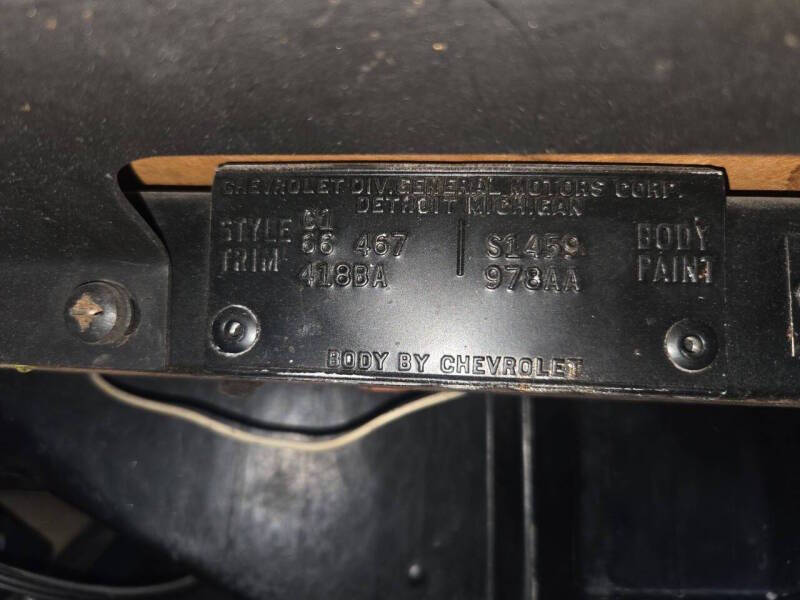 CHEVROLET DIV. GENERAL MOTORS CORP.
DETROIT MICHIGAN
C1
STYLE 66 467 S1459 BODY
TRIM 418BA 978AA PAINT
BODY BY CHEVROLET